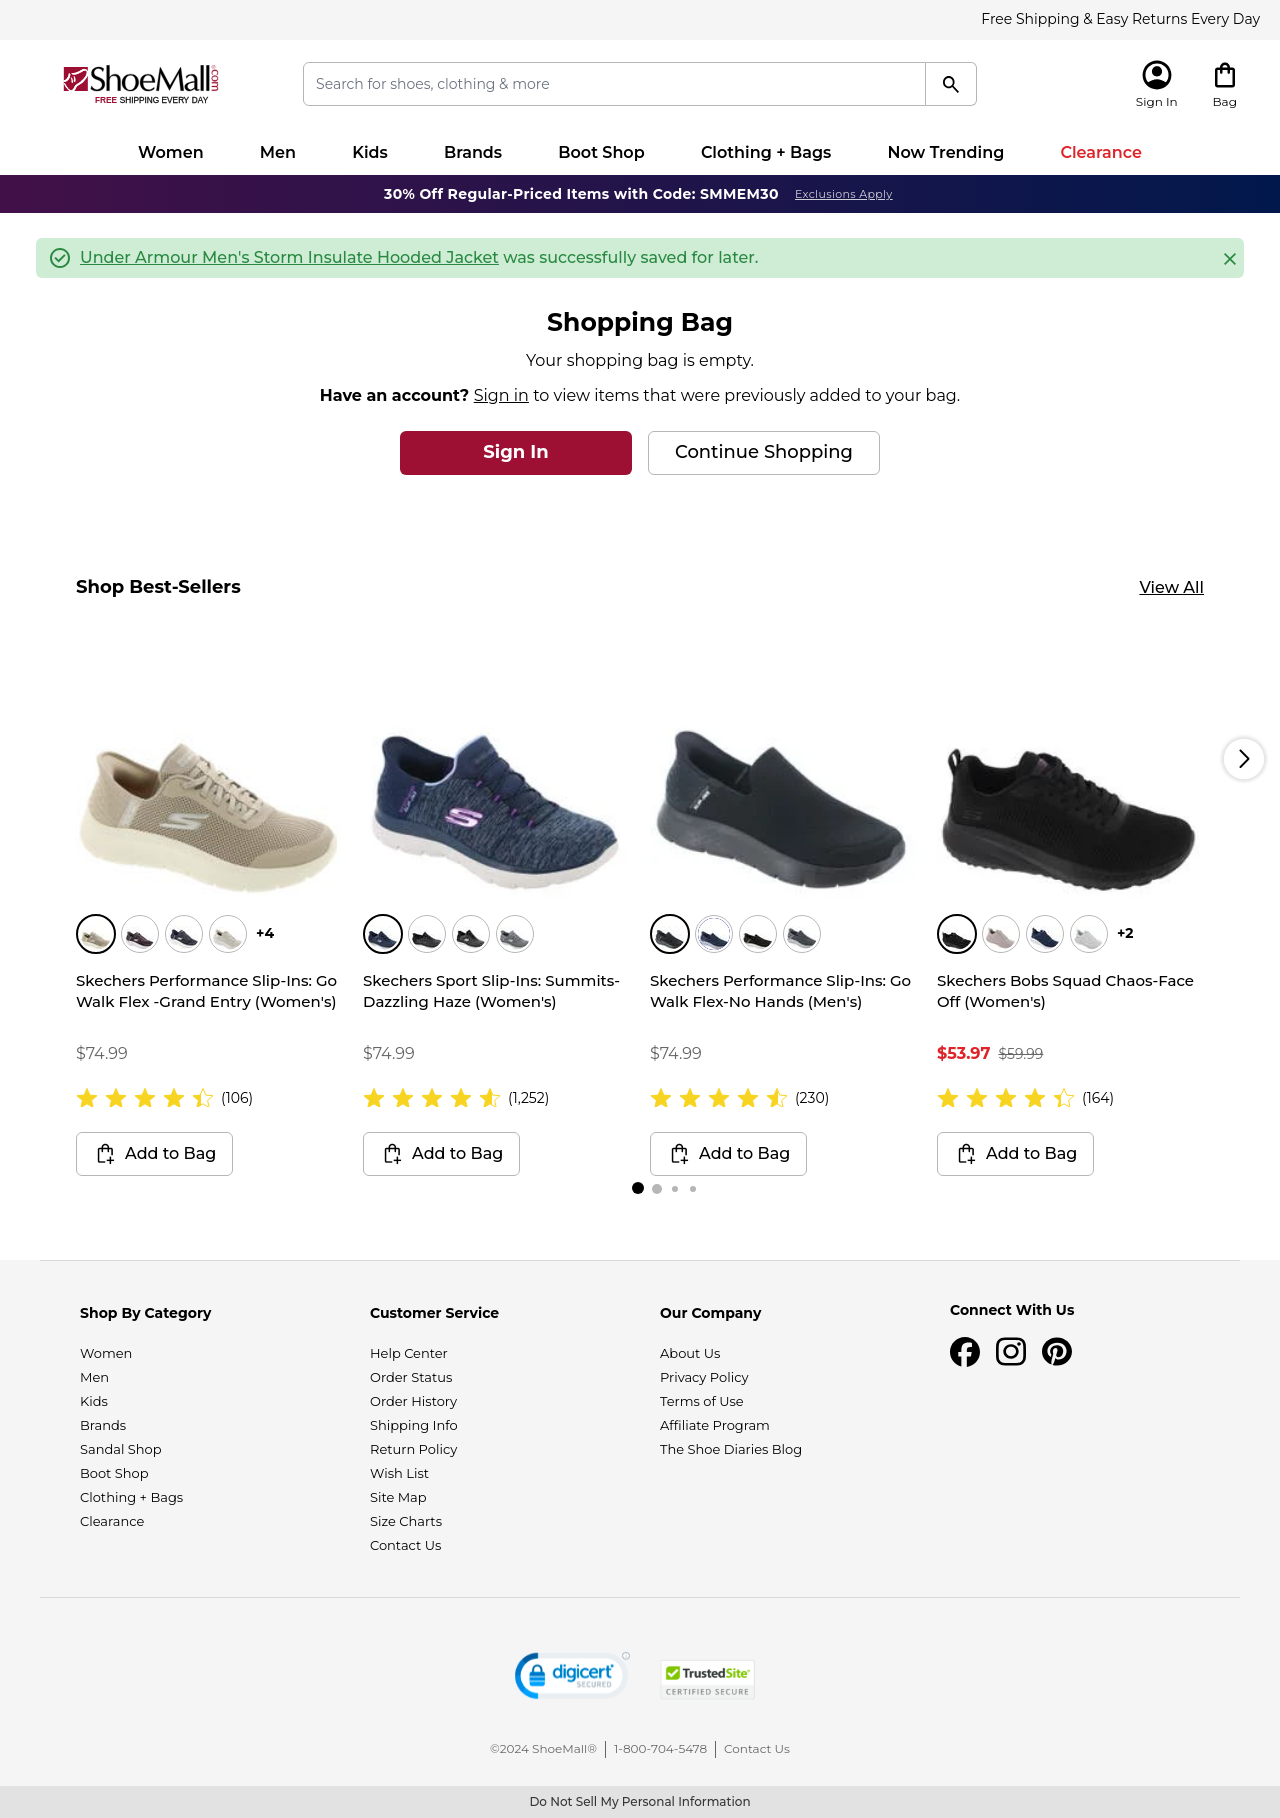 Free Shipping & Easy Returns Every Day
ShoeMall.com
FREE SHIPPING EVERY DAY
Search for shoes, clothing & more
Sign In
Bag
Women Men Kids Brands Boot Shop Clothing + Bags Now Trending Clearance
30% Off Regular-Priced Items with Code: SMMEM30 Exclusions Apply
Under Armour Men's Storm Insulate Hooded Jacket was successfully saved for later.
Shopping Bag
Your shopping bag is empty.
Have an account? Sign in to view items that were previously added to your bag.
Sign In
Continue Shopping
Shop Best-Sellers
View All
+4
Skechers Performance Slip-Ins: Go
Walk Flex -Grand Entry (Women's)
$74.99
(106)
Add to Bag
Skechers Sport Slip-Ins: Summits-
Dazzling Haze (Women's)
$74.99
(1,252)
Add to Bag
Skechers Performance Slip-Ins: Go
Walk Flex-No Hands (Men's)
$74.99
(230)
Add to Bag
+2
Skechers Bobs Squad Chaos-Face
Off (Women's)
$53.97 $59.99
(164)
Add to Bag
Shop By Category
Women
Men
Kids
Brands
Sandal Shop
Boot Shop
Clothing + Bags
Clearance
Customer Service
Help Center
Order Status
Order History
Shipping Info
Return Policy
Wish List
Site Map
Size Charts
Contact Us
Our Company
About Us
Privacy Policy
Terms of Use
Affiliate Program
The Shoe Diaries Blog
Connect With Us
digicert
SECURED
TrustedSite
CERTIFIED SECURE
©2024 ShoeMall®
1-800-704-5478
Contact Us
Do Not Sell My Personal Information